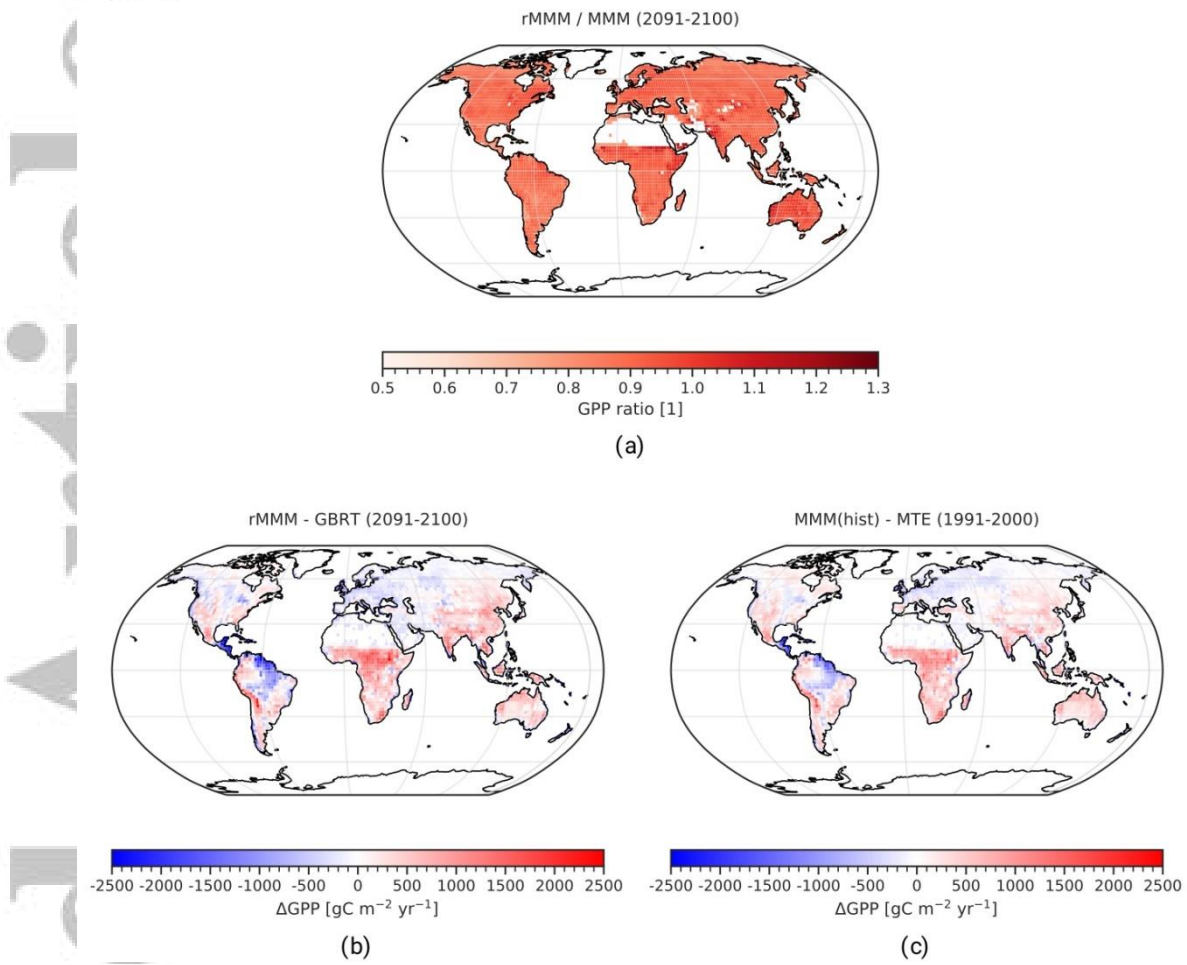 rMMM / MMM (2091-2100)
0.5 0.6 0.7 0.8 0.9 1.0 1.1 1.2 1.3
GPP ratio [1]
(a)
rMMM - GBRT (2091-2100)
MMM(hist) - MTE (1991-2000)
-2500 -2000 -1500 -1000 -500 0 500 1000 1500 2000 2500
-2500 -2000 -1500 -1000 -500 0 500 1000 1500 2000 2500
ΔGPP [gC m⁻² yr⁻¹]
ΔGPP [gC m⁻² yr⁻¹]
(b)
(c)